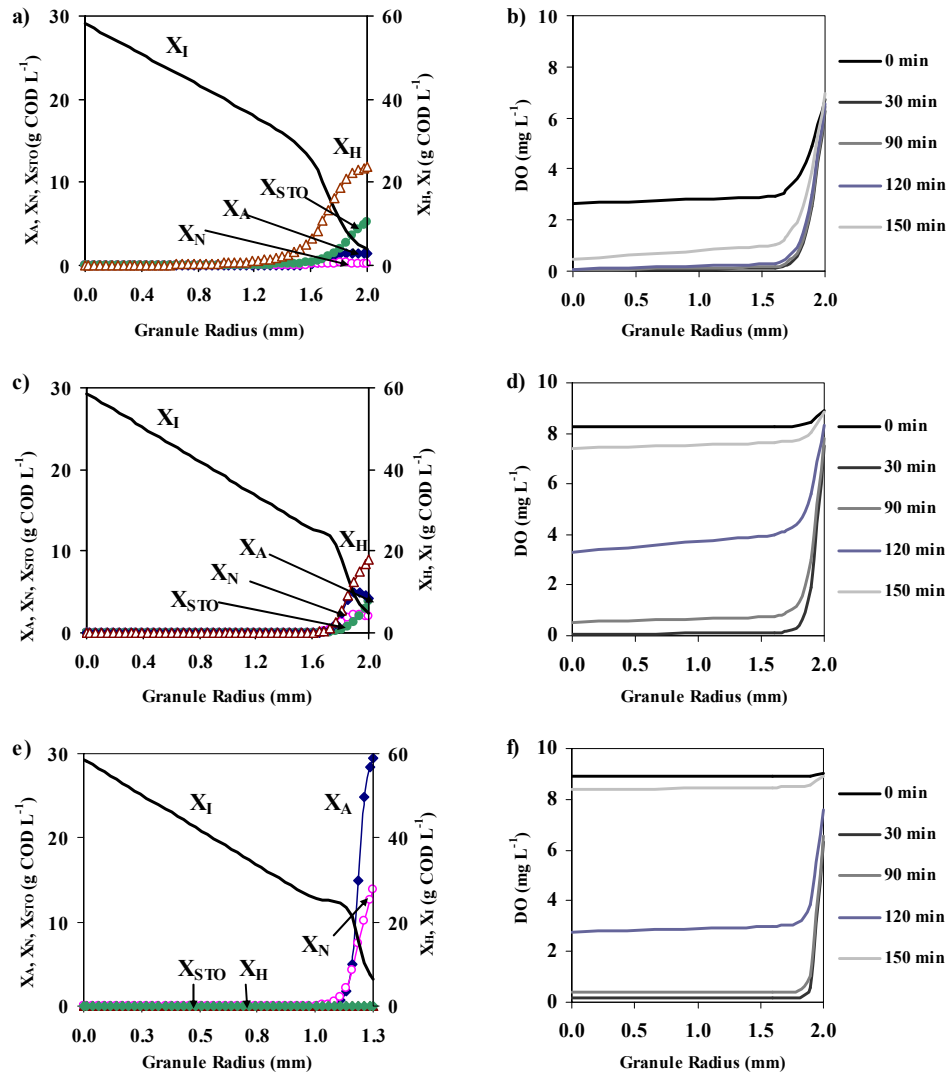 a)
X_A, X_N, X_STO (g COD L⁻¹)
30
20
10
0
X_I
X_H
X_STO
X_A
X_N
60
40
20
0
X_H, X_I (g COD L⁻¹)
0.0 0.4 0.8 1.2 1.6 2.0
Granule Radius (mm)
b)
DO (mg L⁻¹)
10
8
6
4
2
0
0.0 0.5 1.0 1.5 2.0
Granule Radius (mm)
0 min
30 min
90 min
120 min
150 min
c)
X_A, X_N, X_STO (g COD L⁻¹)
30
20
10
0
X_I
X_H
X_A
X_N
X_STO
60
40
20
0
X_H, X_I (g COD L⁻¹)
0.0 0.4 0.8 1.2 1.6 2.0
Granule Radius (mm)
d)
DO (mg L⁻¹)
10
8
6
4
2
0
0.0 0.5 1.0 1.5 2.0
Granule Radius (mm)
0 min
30 min
90 min
120 min
150 min
e)
X_A, X_N, X_STO (g COD L⁻¹)
30
20
10
0
X_I
X_A
X_N
X_STO
X_H
60
40
20
0
X_H, X_I (g COD L⁻¹)
0.0 0.3 0.5 0.8 1.0 1.3
Granule Radius (mm)
f)
DO (mg L⁻¹)
10
8
6
4
2
0
0.0 0.5 1.0 1.5 2.0
Granule Radius (mm)
0 min
30 min
90 min
120 min
150 min